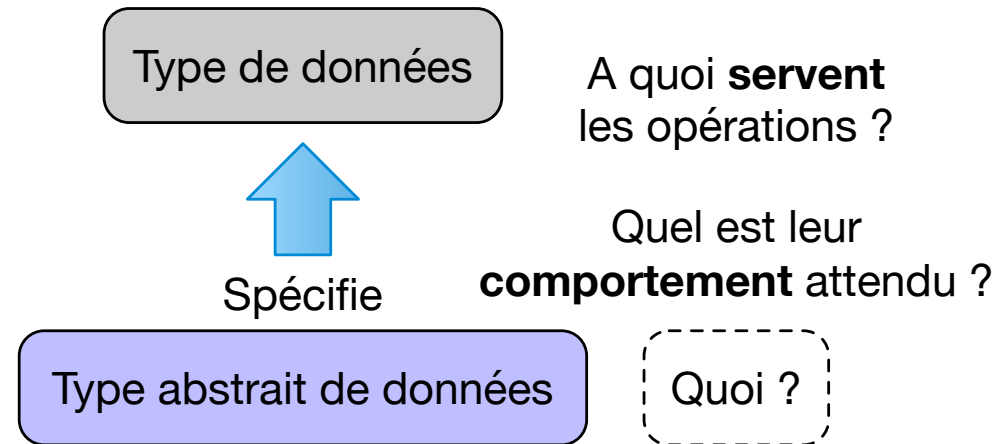 Type de données
A quoi servent
les opérations ?
Quel est leur
comportement attendu ?
Spécifie
Type abstrait de données
Quoi ?